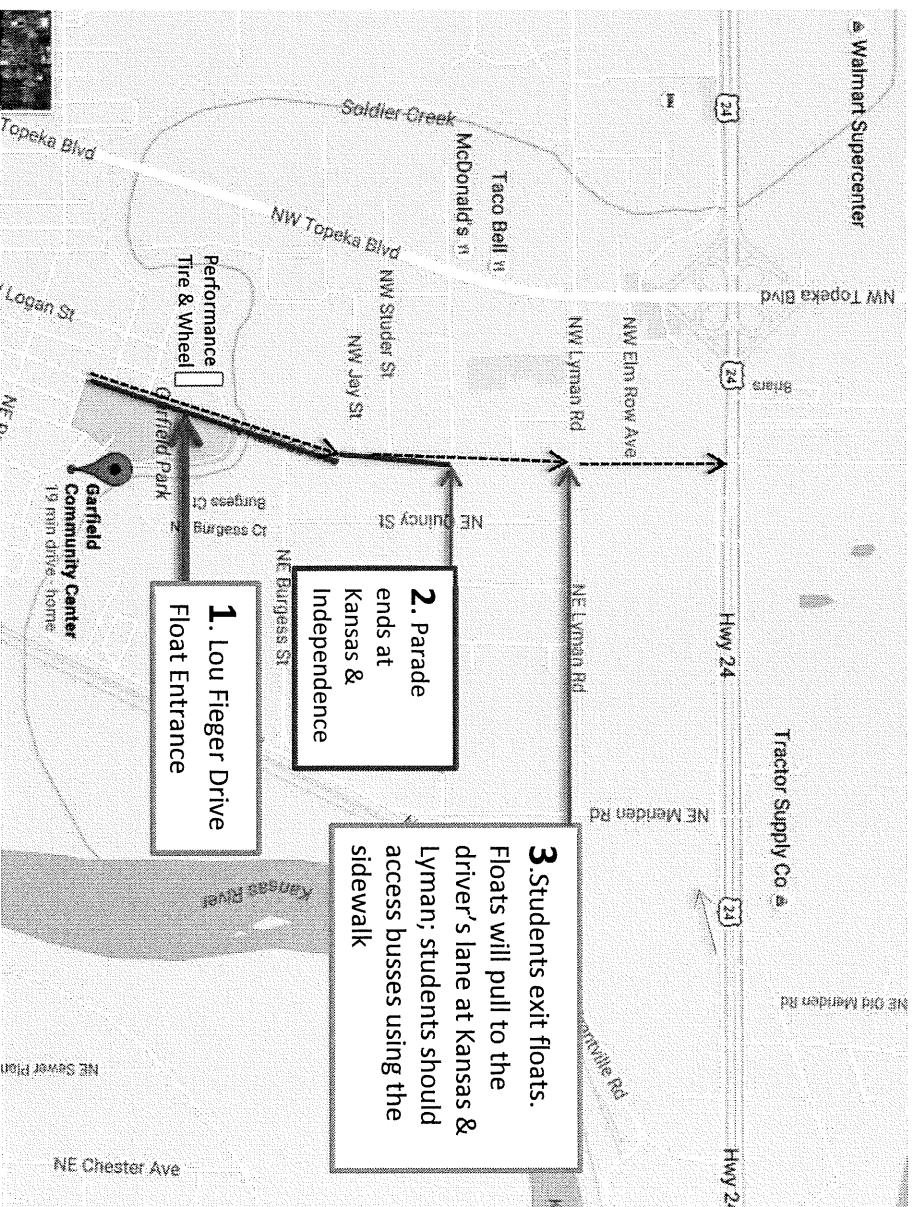 Walmart Supercenter
24
Soldier Creek
McDonald's
Taco Bell
Topeka Blvd
NW Topeka Blvd
NW Topeka Blvd
24
Briars
Performance
Tire & Wheel
Logan St
NW Jay St
NW Studer St
NW Lyman Rd
NW Elm Row Ave
Garfield Park
Garfield
Community Center
19 min drive - home
Burgess Ct
Burgess Ct
NE Burgess St
NE Quincy St
NE Lyman Rd
Hwy 24
Tractor Supply Co
1. Lou Fieger Drive
Float Entrance
2. Parade
ends at
Kansas &
Independence
3.Students exit floats.
Floats will pull to the
driver's lane at Kansas &
Lyman; students should
access busses using the
sidewalk
NE Meriden Rd
24
NE Old Meriden Rd
Kansas River
NE Sewer Plan
NE Chester Ave
antville Rd
Hwy 24